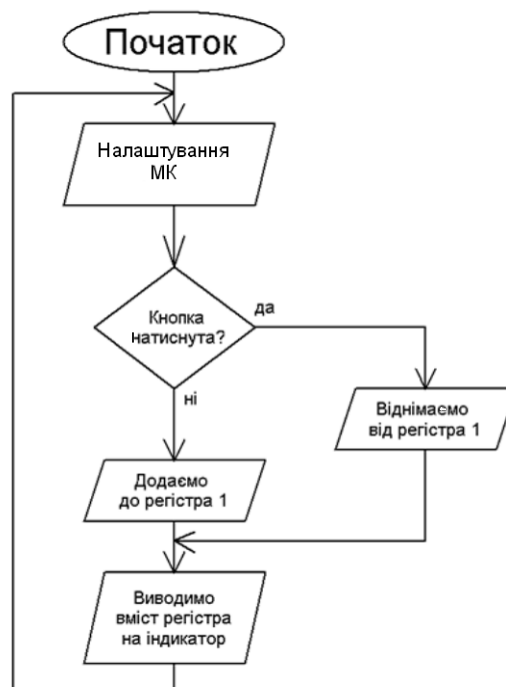 Початок
Налаштування
МК
Кнопка
натиснута?
да
ні
Віднімаємо
від регістра 1
Додаємо
до регістра 1
Виводимо
вміст регістра
на індикатор